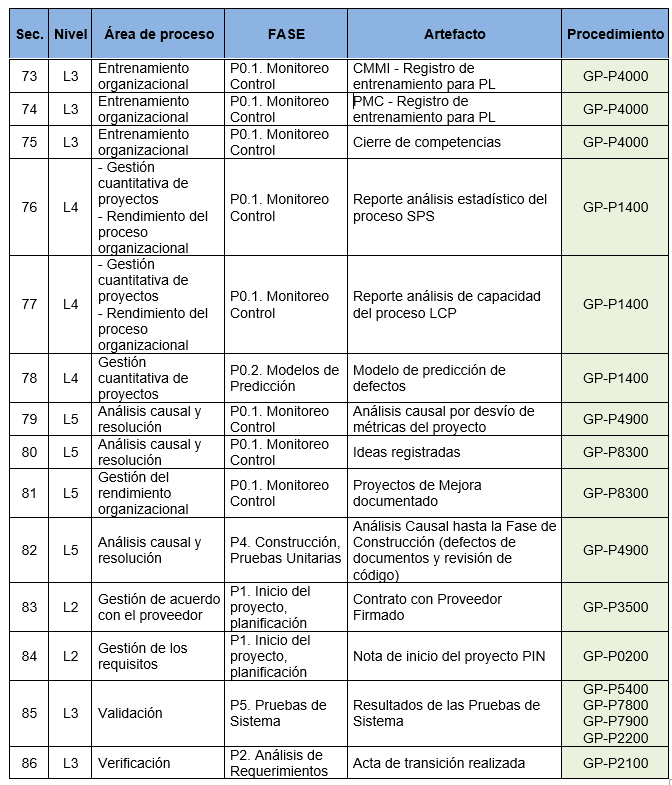 Sec. Nivel Área de proceso FASE Artefacto Procedimiento
73 L3 Entrenamiento organizacional P0.1. Monitoreo Control CMMI - Registro de entrenamiento para PL GP-P4000
74 L3 Entrenamiento organizacional P0.1. Monitoreo Control PMC - Registro de entrenamiento para PL GP-P4000
75 L3 Entrenamiento organizacional P0.1. Monitoreo Control Cierre de competencias GP-P4000
76 L4 - Gestión cuantitativa de proyectos - Rendimiento del proceso organizacional P0.1. Monitoreo Control Reporte análisis estadístico del proceso SPS GP-P1400
77 L4 - Gestión cuantitativa de proyectos - Rendimiento del proceso organizacional P0.1. Monitoreo Control Reporte análisis de capacidad del proceso LCP GP-P1400
78 L4 Gestión cuantitativa de proyectos P0.2. Modelos de Predicción Modelo de predicción de defectos GP-P1400
79 L5 Análisis causal y resolución P0.1. Monitoreo Control Análisis causal por desvío de métricas del proyecto GP-P4900
80 L5 Análisis causal y resolución P0.1. Monitoreo Control Ideas registradas GP-P8300
81 L5 Gestión del rendimiento organizacional P0.1. Monitoreo Control Proyectos de Mejora documentado GP-P8300
82 L5 Análisis causal y resolución P4. Construcción, Pruebas Unitarias Análisis Causal hasta la Fase de Construcción (defectos de documentos y revisión de código) GP-P4900
83 L2 Gestión de acuerdo con el proveedor P1. Inicio del proyecto, planificación Contrato con Proveedor Firmado GP-P3500
84 L2 Gestión de los requisitos P1. Inicio del proyecto, planificación Nota de inicio del proyecto PIN GP-P0200
85 L3 Validación P5. Pruebas de Sistema Resultados de las Pruebas de Sistema GP-P5400 GP-P7800 GP-P7900 GP-P2200
86 L3 Verificación P2. Análisis de Requerimientos Acta de transición realizada GP-P2100